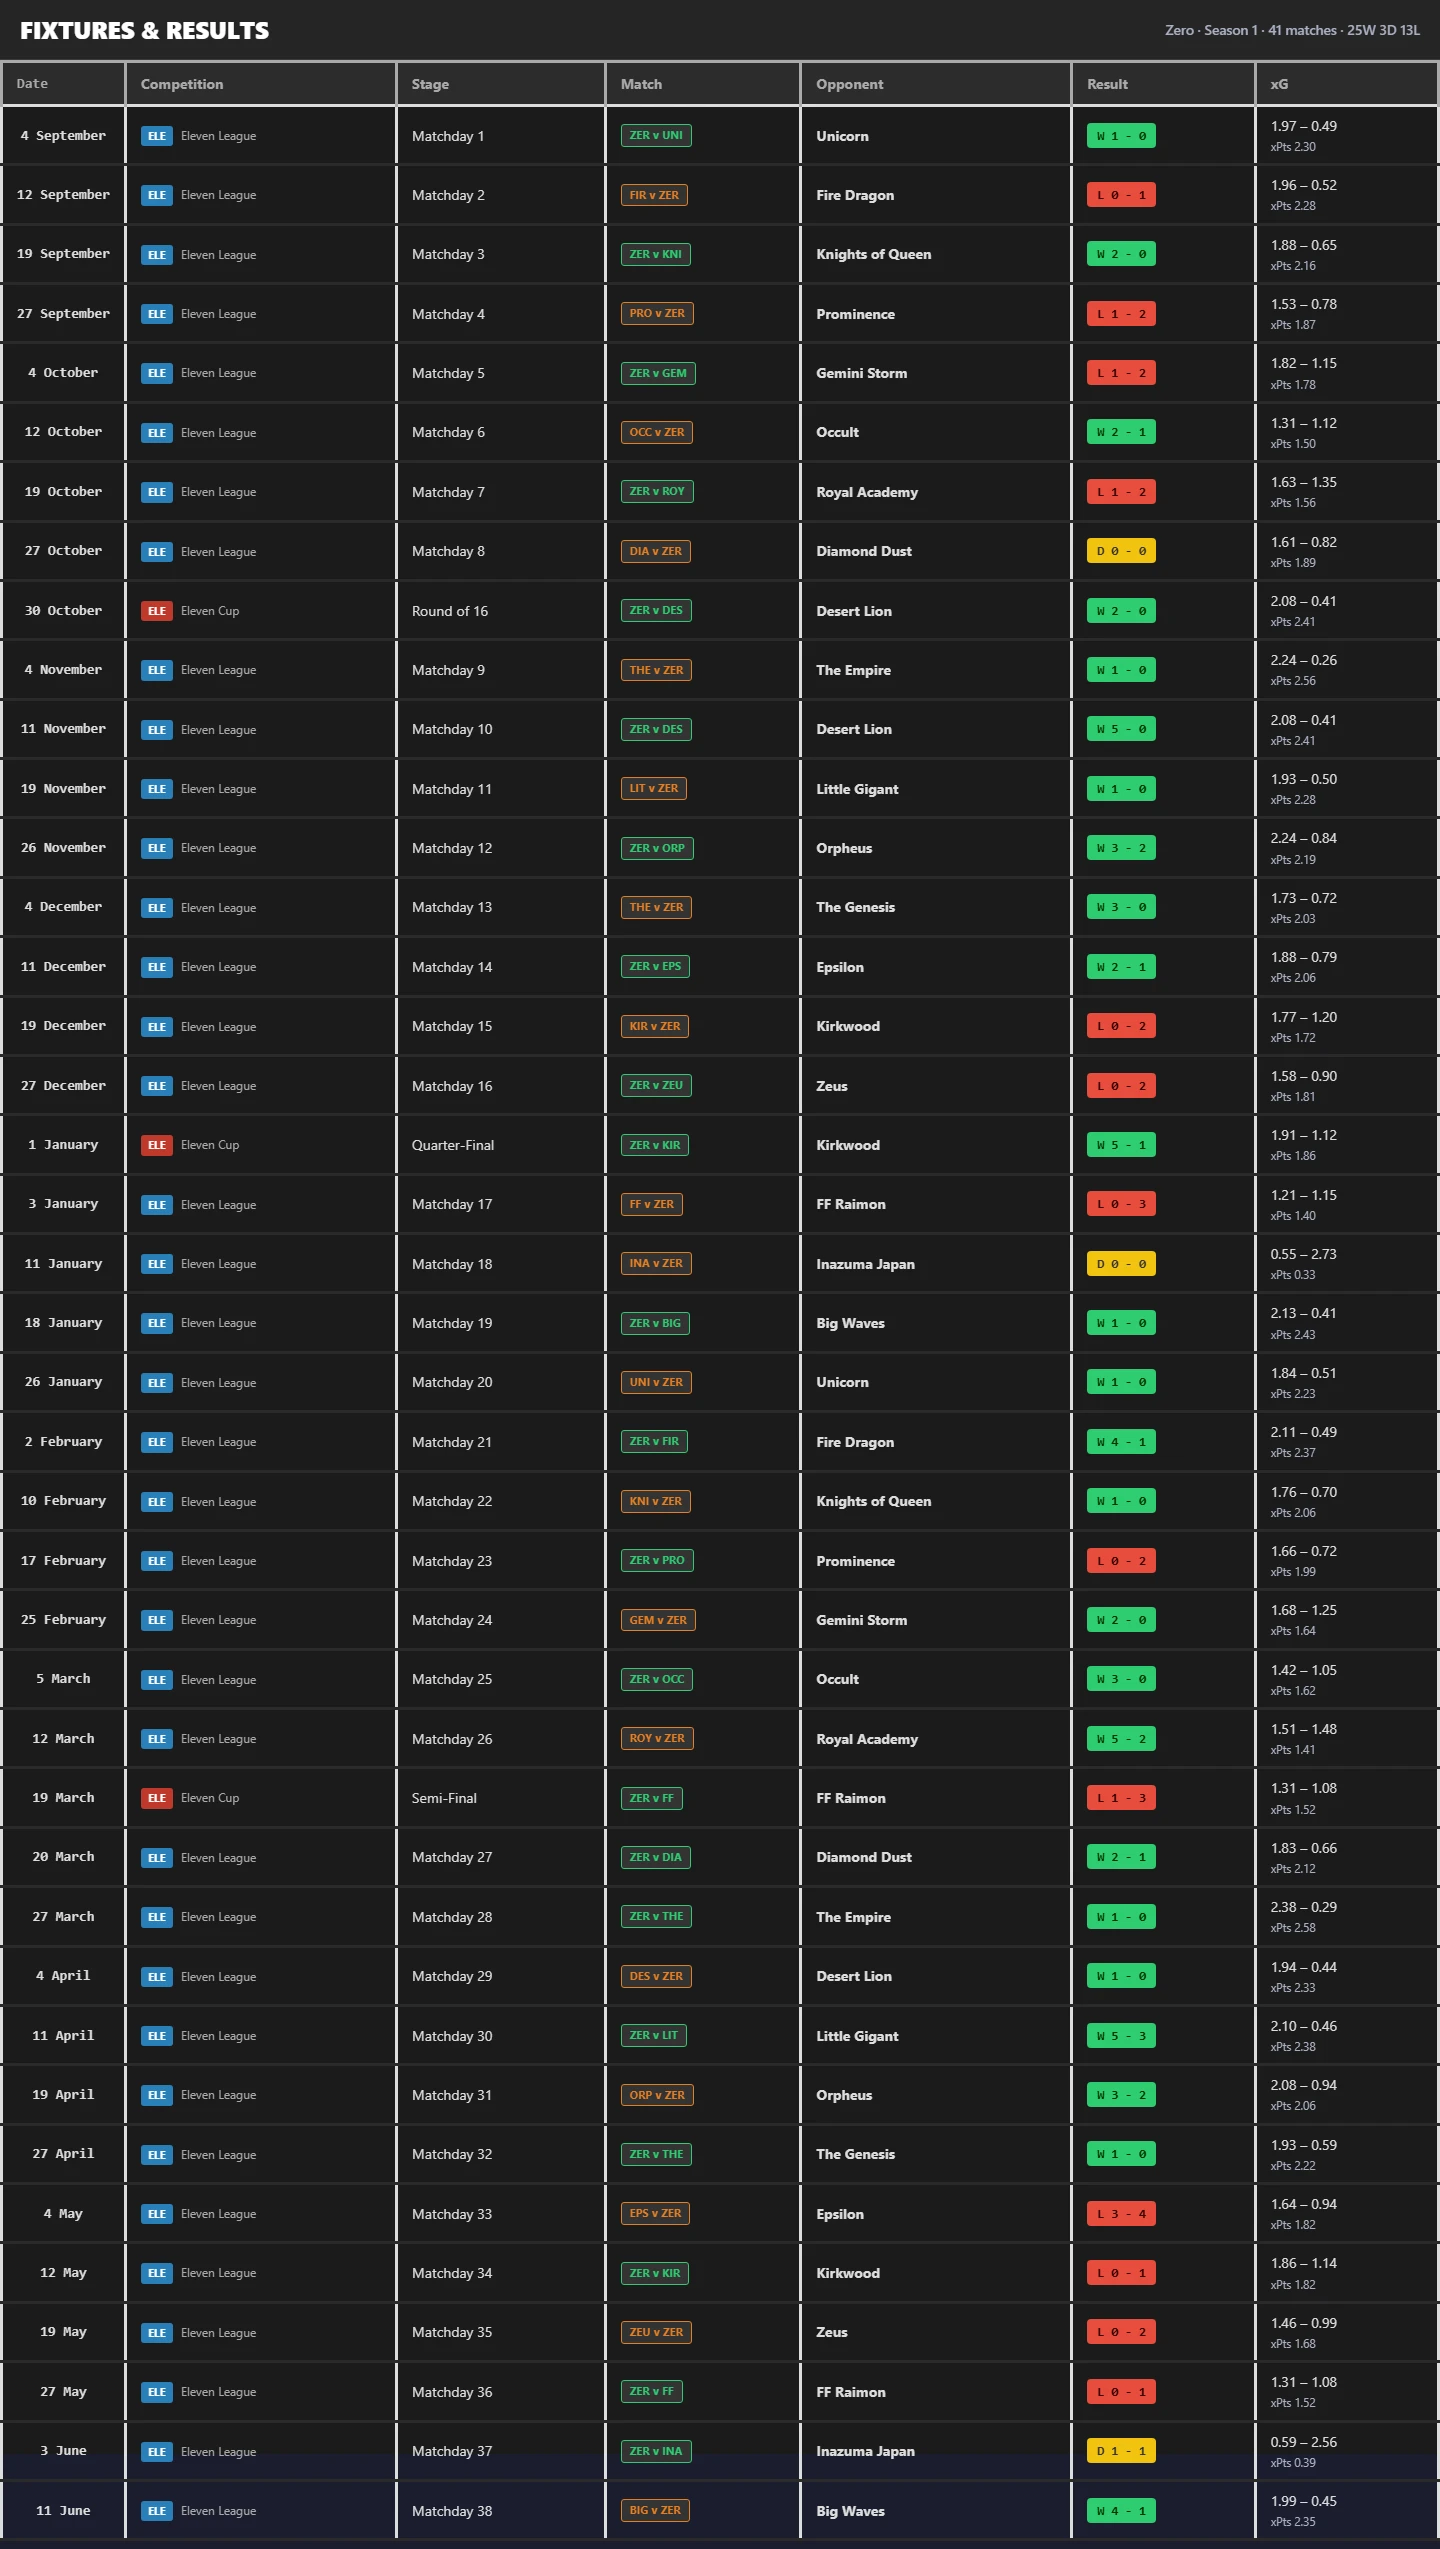 FIXTURES & RESULTS
Zero · Season 1 · 41 matches · 25W 3D 13L
Date Competition Stage Match Opponent Result xG
4 September ELE Eleven League Matchday 1 ZER v UNI Unicorn W 1 - 0 1.97 – 0.49
xPts 2.30
12 September ELE Eleven League Matchday 2 FIR v ZER Fire Dragon L 0 - 1 1.96 – 0.52
xPts 2.28
19 September ELE Eleven League Matchday 3 ZER v KNI Knights of Queen W 2 - 0 1.88 – 0.65
xPts 2.16
27 September ELE Eleven League Matchday 4 PRO v ZER Prominence L 1 - 2 1.53 – 0.78
xPts 1.87
4 October ELE Eleven League Matchday 5 ZER v GEM Gemini Storm L 1 - 2 1.82 – 1.15
xPts 1.78
12 October ELE Eleven League Matchday 6 OCC v ZER Occult W 2 - 1 1.31 – 1.12
xPts 1.50
19 October ELE Eleven League Matchday 7 ZER v ROY Royal Academy L 1 - 2 1.63 – 1.35
xPts 1.56
27 October ELE Eleven League Matchday 8 DIA v ZER Diamond Dust D 0 - 0 1.61 – 0.82
xPts 1.89
30 October ELE Eleven Cup Round of 16 ZER v DES Desert Lion W 2 - 0 2.08 – 0.41
xPts 2.41
4 November ELE Eleven League Matchday 9 THE v ZER The Empire W 1 - 0 2.24 – 0.26
xPts 2.56
11 November ELE Eleven League Matchday 10 ZER v DES Desert Lion W 5 - 0 2.08 – 0.41
xPts 2.41
19 November ELE Eleven League Matchday 11 LIT v ZER Little Gigant W 1 - 0 1.93 – 0.50
xPts 2.28
26 November ELE Eleven League Matchday 12 ZER v ORP Orpheus W 3 - 2 2.24 – 0.84
xPts 2.19
4 December ELE Eleven League Matchday 13 THE v ZER The Genesis W 3 - 0 1.73 – 0.72
xPts 2.03
11 December ELE Eleven League Matchday 14 ZER v EPS Epsilon W 2 - 1 1.88 – 0.79
xPts 2.06
19 December ELE Eleven League Matchday 15 KIR v ZER Kirkwood L 0 - 2 1.77 – 1.20
xPts 1.72
27 December ELE Eleven League Matchday 16 ZER v ZEU Zeus L 0 - 2 1.58 – 0.90
xPts 1.81
1 January ELE Eleven Cup Quarter-Final ZER v KIR Kirkwood W 5 - 1 1.91 – 1.12
xPts 1.86
3 January ELE Eleven League Matchday 17 FF v ZER FF Raimon L 0 - 3 1.21 – 1.15
xPts 1.40
11 January ELE Eleven League Matchday 18 INA v ZER Inazuma Japan D 0 - 0 0.55 – 2.73
xPts 0.33
18 January ELE Eleven League Matchday 19 ZER v BIG Big Waves W 1 - 0 2.13 – 0.41
xPts 2.43
26 January ELE Eleven League Matchday 20 UNI v ZER Unicorn W 1 - 0 1.84 – 0.51
xPts 2.23
2 February ELE Eleven League Matchday 21 ZER v FIR Fire Dragon W 4 - 1 2.11 – 0.49
xPts 2.37
10 February ELE Eleven League Matchday 22 KNI v ZER Knights of Queen W 1 - 0 1.76 – 0.70
xPts 2.06
17 February ELE Eleven League Matchday 23 ZER v PRO Prominence L 0 - 2 1.66 – 0.72
xPts 1.99
25 February ELE Eleven League Matchday 24 GEM v ZER Gemini Storm W 2 - 0 1.68 – 1.25
xPts 1.64
5 March ELE Eleven League Matchday 25 ZER v OCC Occult W 3 - 0 1.42 – 1.05
xPts 1.62
12 March ELE Eleven League Matchday 26 ROY v ZER Royal Academy W 5 - 2 1.51 – 1.48
xPts 1.41
19 March ELE Eleven Cup Semi-Final ZER v FF FF Raimon L 1 - 3 1.31 – 1.08
xPts 1.52
20 March ELE Eleven League Matchday 27 ZER v DIA Diamond Dust W 2 - 1 1.83 – 0.66
xPts 2.12
27 March ELE Eleven League Matchday 28 ZER v THE The Empire W 1 - 0 2.38 – 0.29
xPts 2.58
4 April ELE Eleven League Matchday 29 DES v ZER Desert Lion W 1 - 0 1.94 – 0.44
xPts 2.33
11 April ELE Eleven League Matchday 30 ZER v LIT Little Gigant W 5 - 3 2.10 – 0.46
xPts 2.38
19 April ELE Eleven League Matchday 31 ORP v ZER Orpheus W 3 - 2 2.08 – 0.94
xPts 2.06
27 April ELE Eleven League Matchday 32 ZER v THE The Genesis W 1 - 0 1.93 – 0.59
xPts 2.22
4 May ELE Eleven League Matchday 33 EPS v ZER Epsilon L 3 - 4 1.64 – 0.94
xPts 1.82
12 May ELE Eleven League Matchday 34 ZER v KIR Kirkwood L 0 - 1 1.86 – 1.14
xPts 1.82
19 May ELE Eleven League Matchday 35 ZEU v ZER Zeus L 0 - 2 1.46 – 0.99
xPts 1.68
27 May ELE Eleven League Matchday 36 ZER v FF FF Raimon L 0 - 1 1.31 – 1.08
xPts 1.52
3 June ELE Eleven League Matchday 37 ZER v INA Inazuma Japan D 1 - 1 0.59 – 2.56
xPts 0.39
11 June ELE Eleven League Matchday 38 BIG v ZER Big Waves W 4 - 1 1.99 – 0.45
xPts 2.35